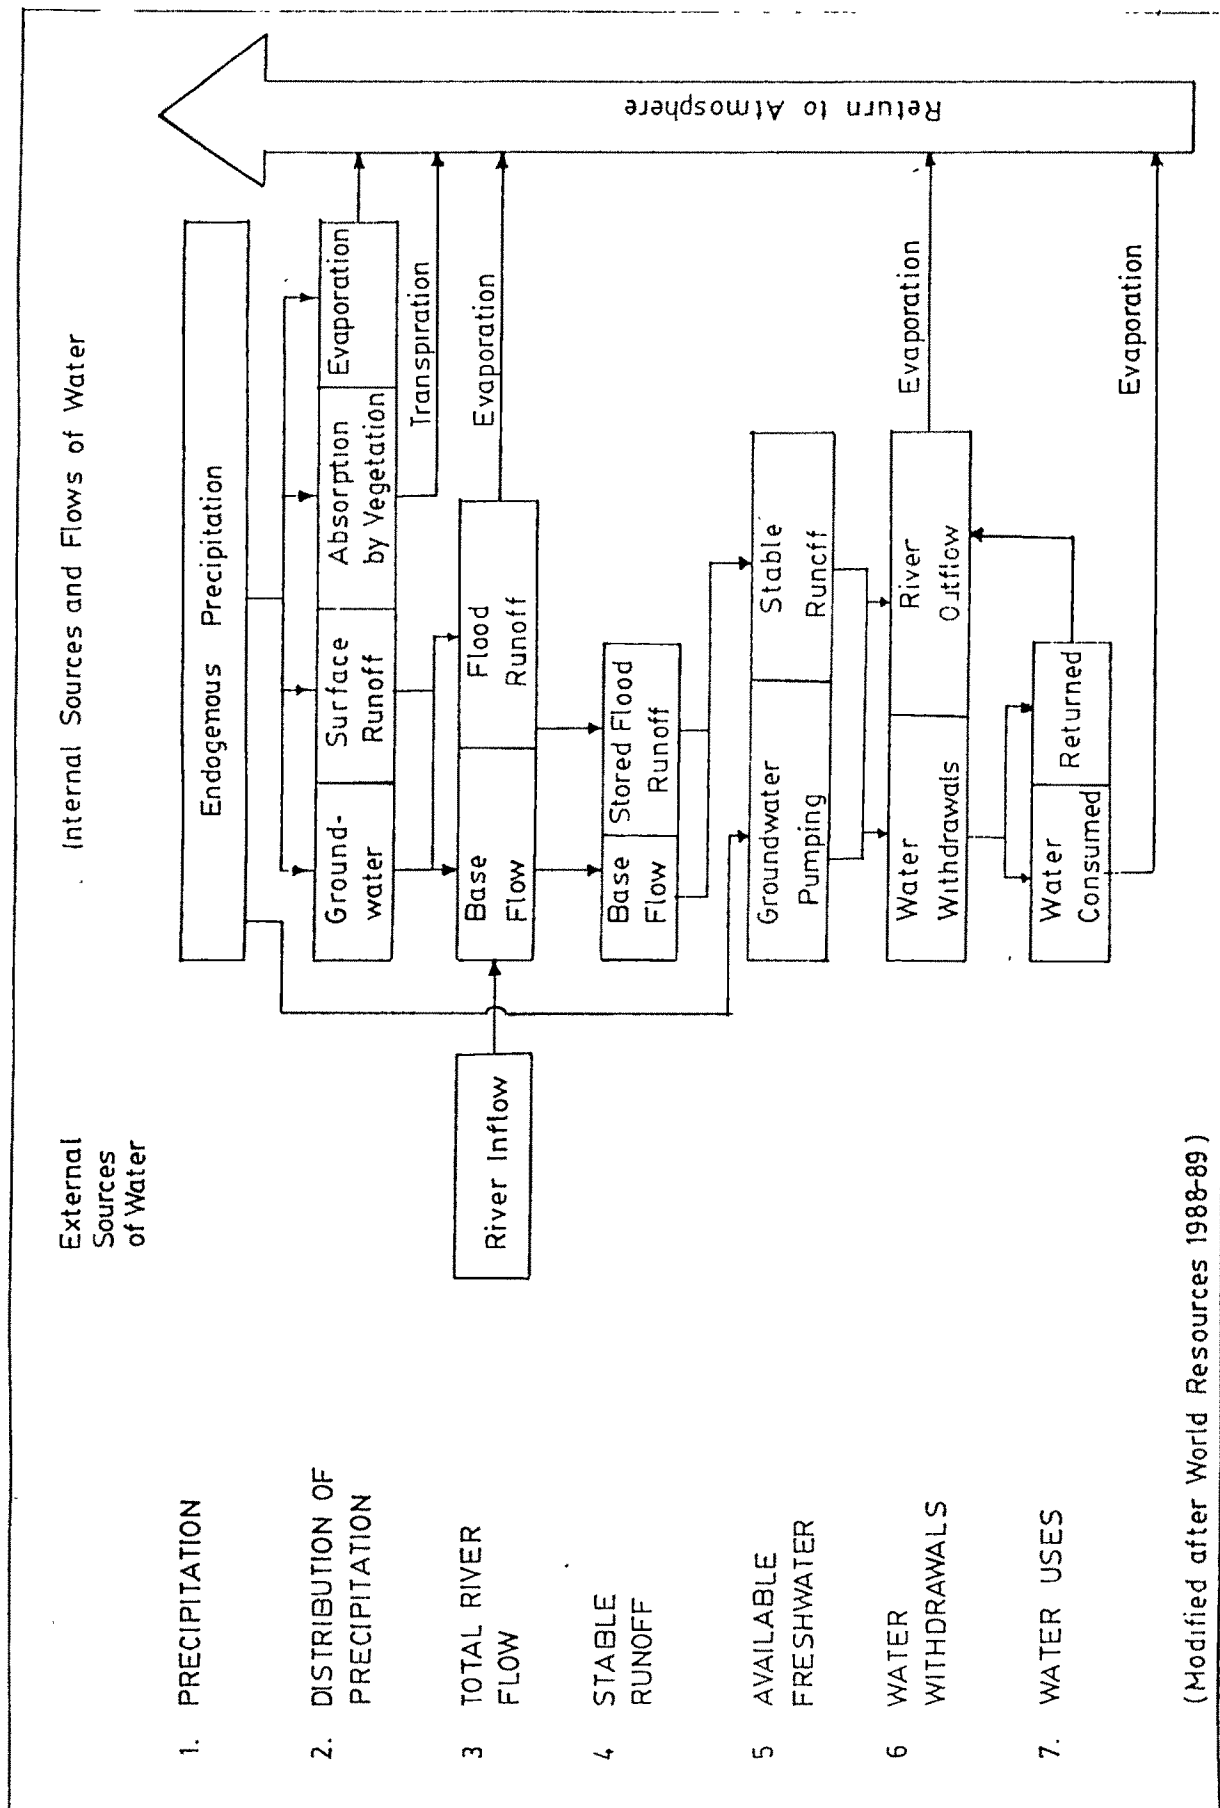 External
Sources
of Water
Internal Sources and Flows of Water
1. PRECIPITATION
Endogenous Precipitation
2. DISTRIBUTION OF
PRECIPITATION
Ground-
water
Surface
Runoff
Absorption
by Vegetation
Evaporation
Transpiration
3 TOTAL RIVER
FLOW
River Inflow
Base
Flow
Flood
Runoff
Evaporation
4 STABLE
RUNOFF
Base
Flow
Stored Flood
Runoff
5 AVAILABLE
FRESHWATER
Groundwater
Pumping
Stable
Runoff
6 WATER
WITHDRAWALS
Water
Withdrawals
River
Outflow
Evaporation
7. WATER USES
Water
Consumed
Returned
Evaporation
Return to Atmosphere
(Modified after World Resources 1988-89)